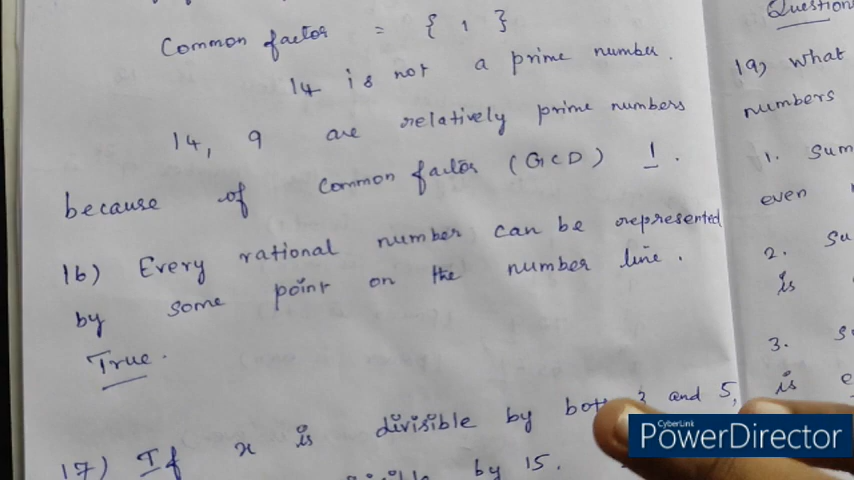 Common factor = { 1 }
14 is not a prime number.
14, 9 are relatively prime numbers
because of common factor (GCD) 1.
16) Every rational number can be represented
by some point on the number line.
True.
17) If x is divisible by both 3 and 5,
by 15.
Question
19) What
numbers
1. Sum
even
2. Su
is
3. S
is e
CyberLink
PowerDirector